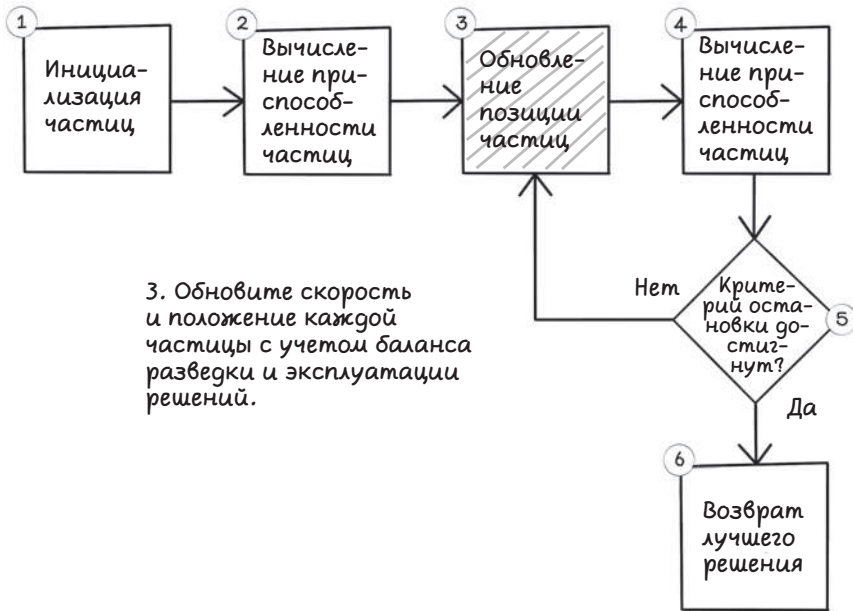 1
Инициа-
лизация
частиц
2
Вычисле-
ние при-
способ-
ленности
частиц
3
Обновле-
ние
позиции
частиц
4
Вычисле-
ние при-
способ-
ленности
частиц
3. Обновите скорость
и положение каждой
частицы с учетом баланса
разведки и эксплуатации
решений.
Нет
Крите-
рий оста-
новки до-
стиг-
нут?
5
Да
6
Возврат
лучшего
решения